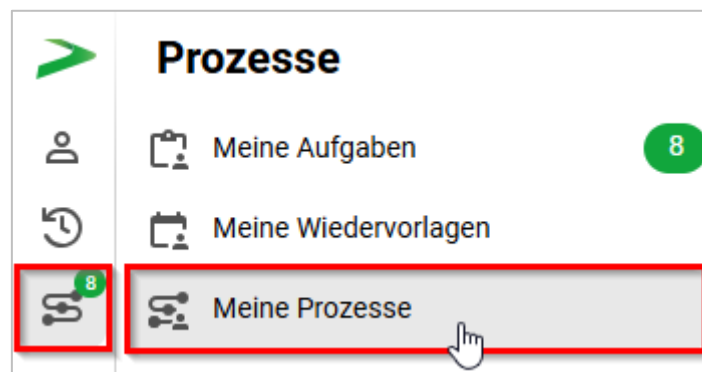 Prozesse
Meine Aufgaben 8
Meine Wiedervorlagen
8
Meine Prozesse